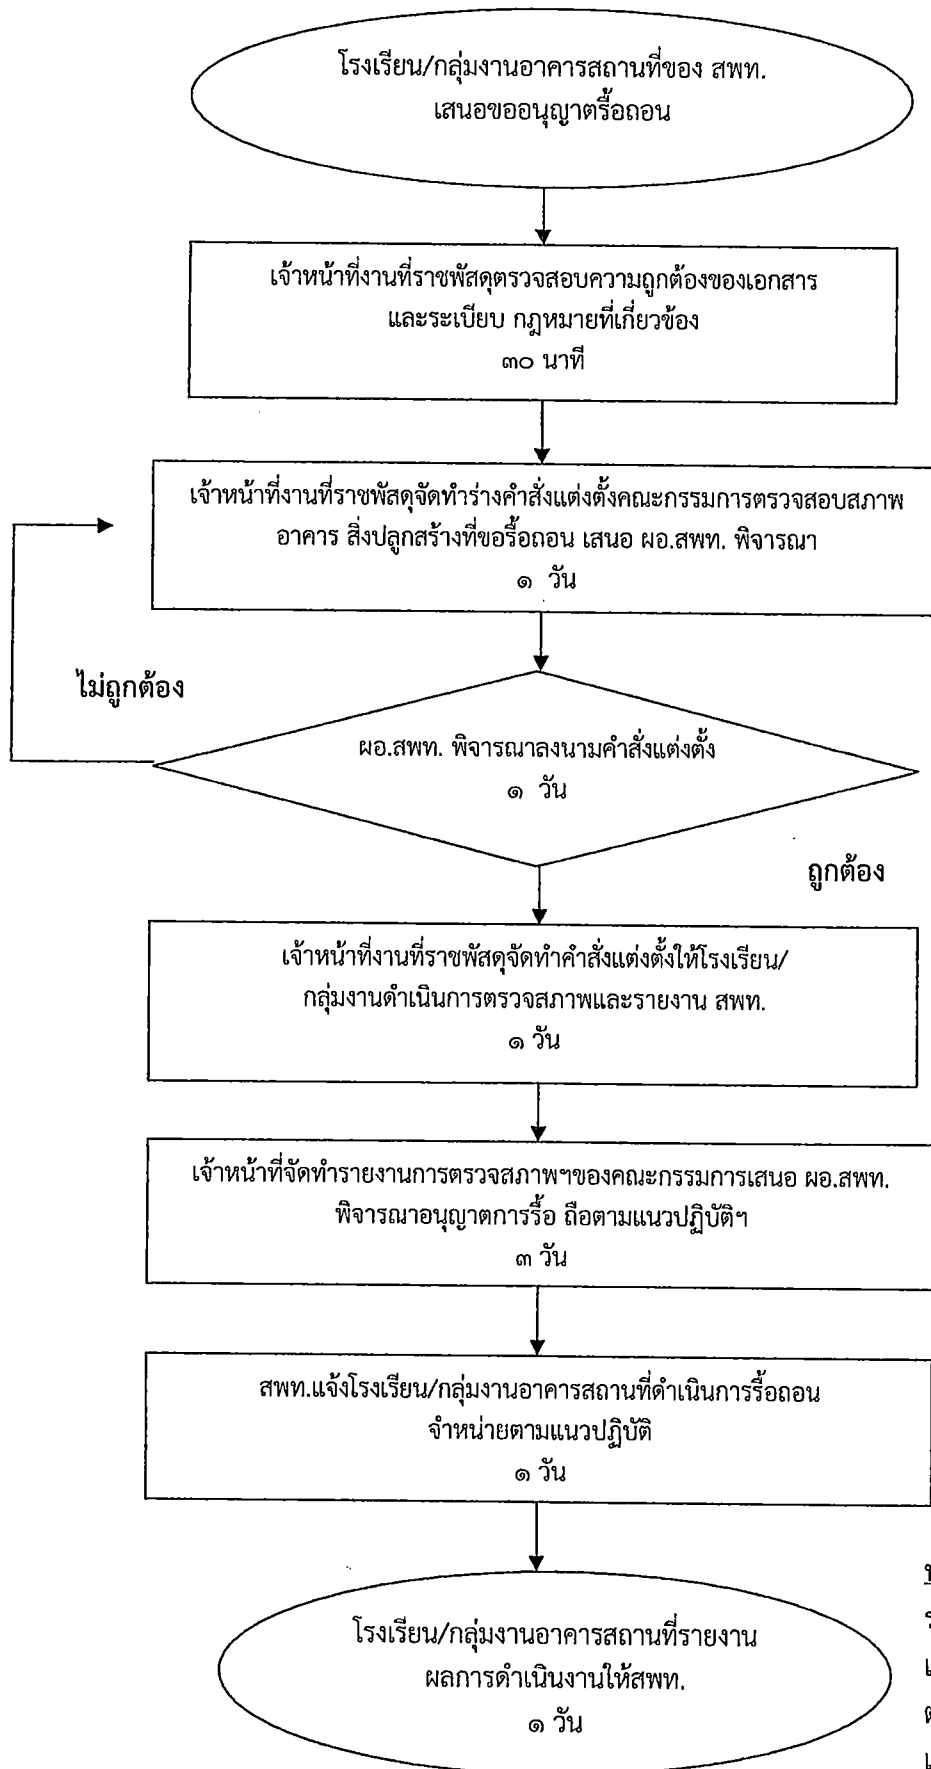 โรงเรียน/กลุ่มงานอาคารสถานที่ของ สพท.
เสนอขออนุญาตรื้อถอน
เจ้าหน้าที่งานที่ราชพัสดุตรวจสอบความถูกต้องของเอกสาร
และระเบียบ กฎหมายที่เกี่ยวข้อง
๓๐ นาที
เจ้าหน้าที่งานที่ราชพัสดุจัดทำร่างคำสั่งแต่งตั้งคณะกรรมการตรวจสอบสภาพ
อาคาร สิ่งปลูกสร้างที่ขอรื้อถอน เสนอ ผอ.สพท. พิจารณา
๑ วัน
ไม่ถูกต้อง
ผอ.สพท. พิจารณาลงนามคำสั่งแต่งตั้ง
๑ วัน
ถูกต้อง
เจ้าหน้าที่งานที่ราชพัสดุจัดทำคำสั่งแต่งตั้งให้โรงเรียน/
กลุ่มงานดำเนินการตรวจสภาพและรายงาน สพท.
๑ วัน
เจ้าหน้าที่จัดทำรายงานการตรวจสภาพฯของคณะกรรมการเสนอ ผอ.สพท.
พิจารณาอนุญาตการรื้อ ถือตามแนวปฏิบัติฯ
๓ วัน
สพท.แจ้งโรงเรียน/กลุ่มงานอาคารสถานที่ดำเนินการรื้อถอน
จำหน่ายตามแนวปฏิบัติ
๑ วัน
โรงเรียน/กลุ่มงานอาคารสถานที่รายงาน
ผลการดำเนินงานให้สพท.
๑ วัน